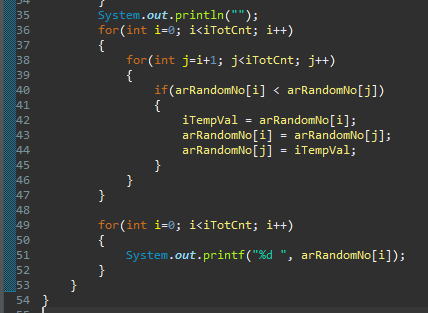 34 }
35 System.out.println("");
36 for(int i=0; i<iTotCnt; i++)
37 {
38 for(int j=i+1; j<iTotCnt; j++)
39 {
40 if(arRandomNo[i] < arRandomNo[j])
41 {
42 iTempVal = arRandomNo[i];
43 arRandomNo[i] = arRandomNo[j];
44 arRandomNo[j] = iTempVal;
45 }
46 }
47 }
48
49 for(int i=0; i<iTotCnt; i++)
50 {
51 System.out.printf("%d ", arRandomNo[i]);
52 }
53 }
54 }
55